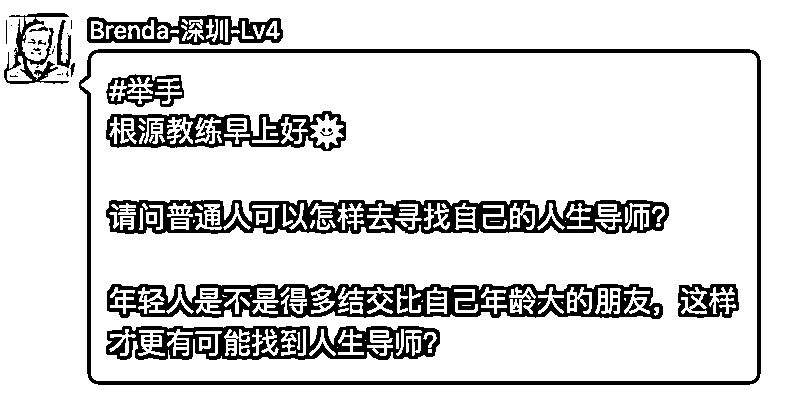 Brenda-深圳-Lv4
#举手
根源教练早上好🌞
请问普通人可以怎样去寻找自己的人生导师？
年轻人是不是得多结交比自己年龄大的朋友，这样
才更有可能找到人生导师？